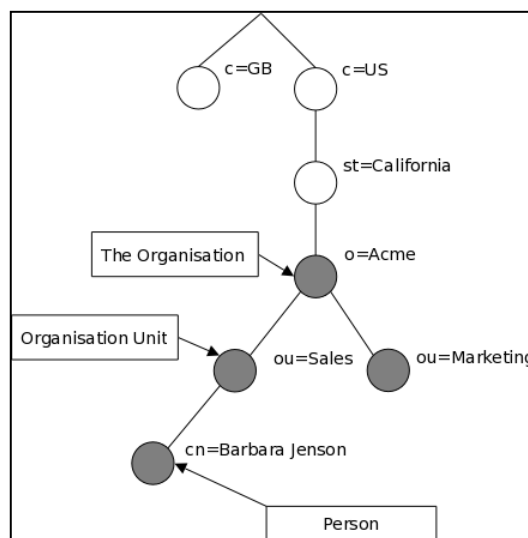 c=GB
c=US
st=California
The Organisation
o=Acme
Organisation Unit
ou=Sales
ou=Marketing
cn=Barbara Jenson
Person